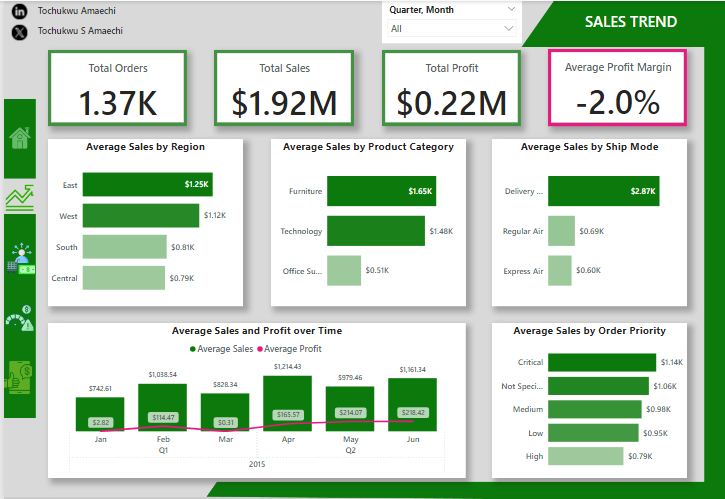 Tochukwu Amaechi
Tochukwu S Amaechi
Quarter, Month
All
SALES TREND
Total Orders
1.37K
Total Sales
$1.92M
Total Profit
$0.22M
Average Profit Margin
-2.0%
Average Sales by Region
East $1.25K
West $1.12K
South $0.81K
Central $0.79K
Average Sales by Product Category
Furniture $1.65K
Technology $1.48K
Office Su... $0.51K
Average Sales by Ship Mode
Delivery ... $2.87K
Regular Air $0.69K
Express Air $0.60K
Average Sales and Profit over Time
Average Sales Average Profit
$742.61 $1,038.54 $828.34 $1,214.43 $979.46 $1,161.34
$2.82 $114.47 $0.31 $165.57 $214.07 $218.42
Jan Feb Mar Apr May Jun
Q1 Q2
2015
Average Sales by Order Priority
Critical $1.14K
Not Speci... $1.06K
Medium $0.98K
Low $0.95K
High $0.79K